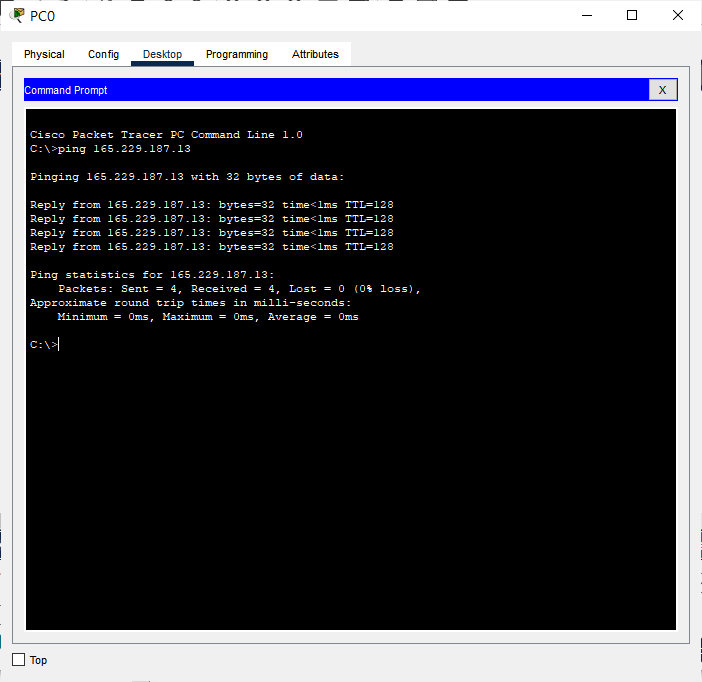 PC0
Physical Config Desktop Programming Attributes
Command Prompt X
Cisco Packet Tracer PC Command Line 1.0
C:\>ping 165.229.187.13
Pinging 165.229.187.13 with 32 bytes of data:
Reply from 165.229.187.13: bytes=32 time<1ms TTL=128
Reply from 165.229.187.13: bytes=32 time<1ms TTL=128
Reply from 165.229.187.13: bytes=32 time<1ms TTL=128
Reply from 165.229.187.13: bytes=32 time<1ms TTL=128
Ping statistics for 165.229.187.13:
Packets: Sent = 4, Received = 4, Lost = 0 (0% loss),
Approximate round trip times in milli-seconds:
Minimum = 0ms, Maximum = 0ms, Average = 0ms
C:\>
Top